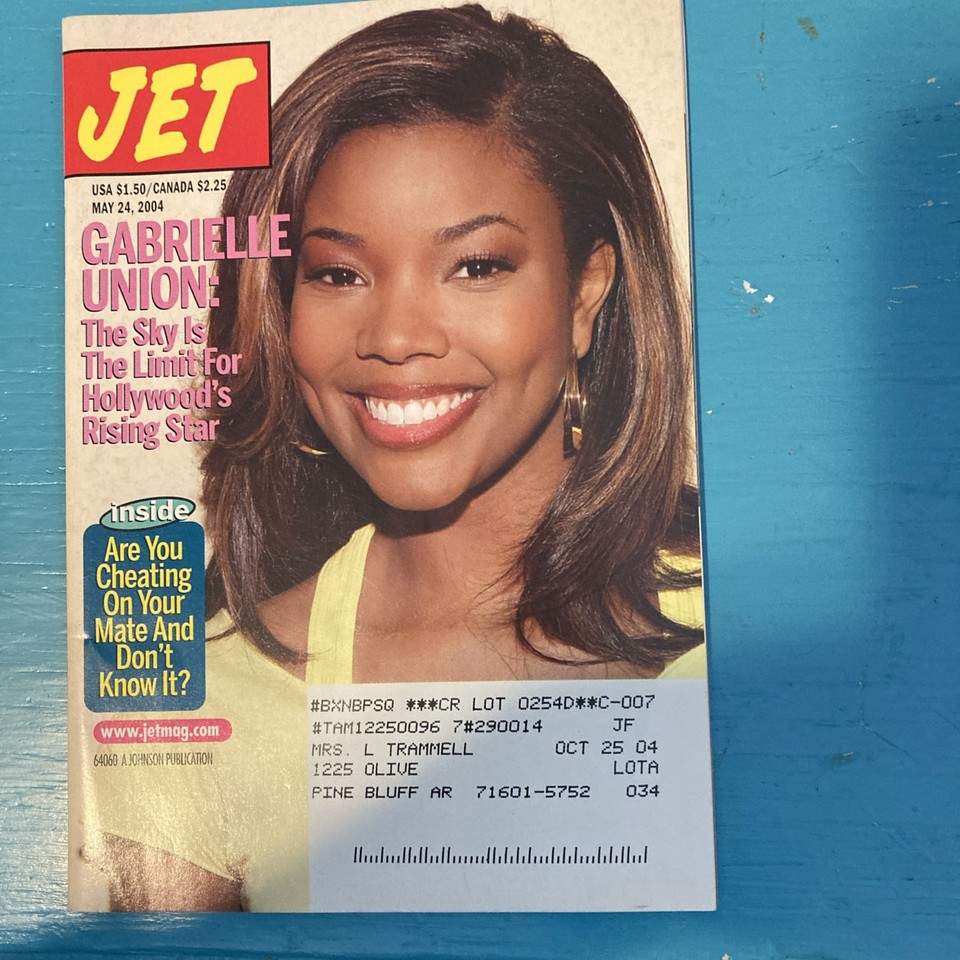 JET
USA $1.50/CANADA $2.25
MAY 24, 2004
GABRIELLE
UNION:
The Sky Is
The Limit For
Hollywood's
Rising Star
inside
Are You
Cheating
On Your
Mate And
Don't
Know It?
www.jetmag.com
64060 A JOHNSON PUBLICATION
#BXNBPSQ ***CR LOT 0254D**C-007
#TAM12250096 7#290014 JF
MRS. L TRAMMELL OCT 25 04
1225 OLIVE LOTA
PINE BLUFF AR 71601-5752 034